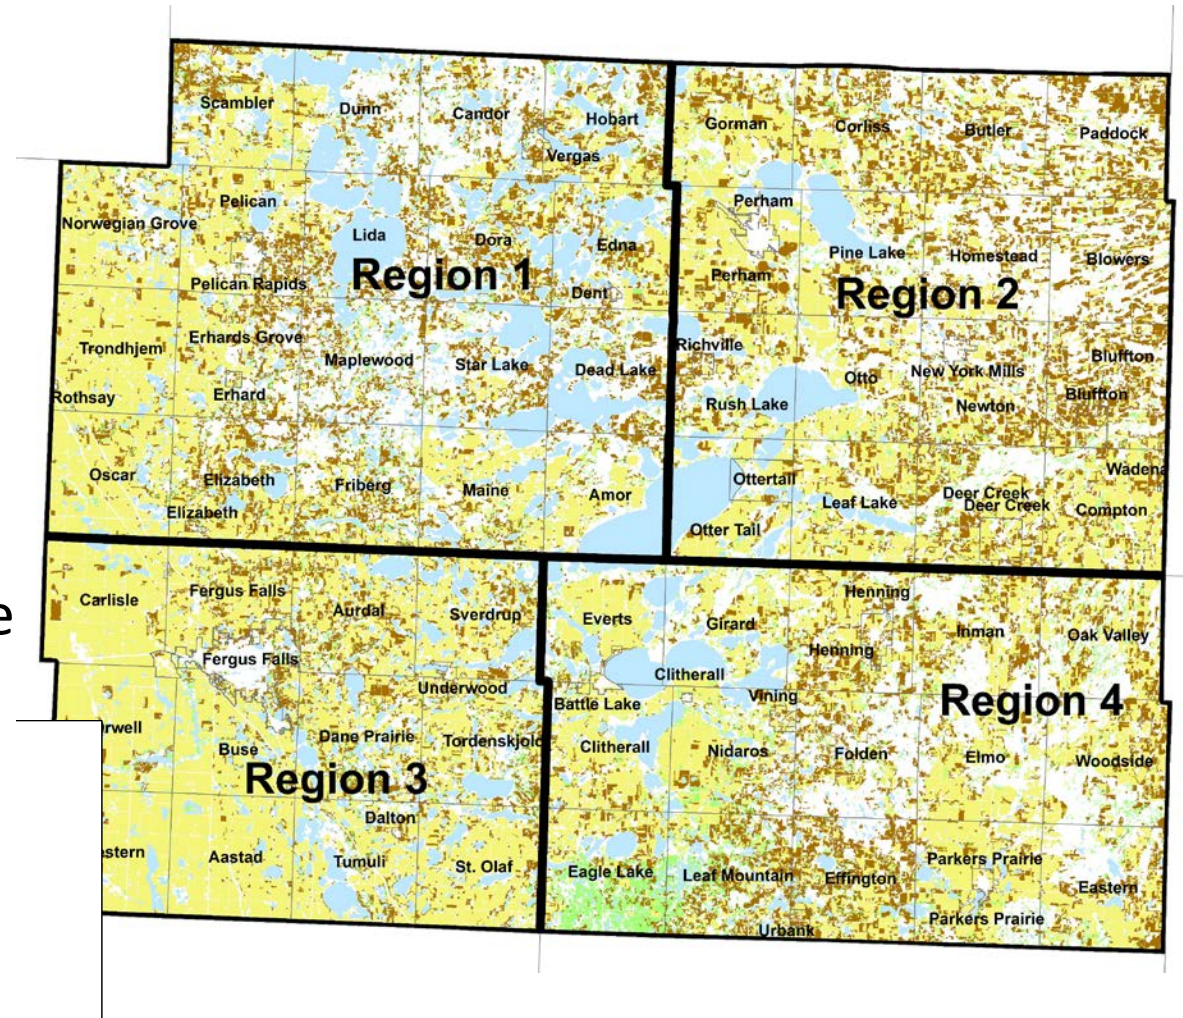 Scambler
Dunn
Candor
Hobart
Vergas
Gorman
Corliss
Butler
Paddock
Norwegian Grove
Pelican
Lida
Dora
Edna
Region 1
Pelican Rapids
Dent
Perham
Pine Lake
Homestead
Blowers
Perham
Region 2
Trondhjem
Erhards Grove
Maplewood
Star Lake
Dead Lake
Richville
Otto
New York Mills
Bluffton
Rothsay
Erhard
Rush Lake
Newton
Bluffton
Oscar
Elizabeth
Friberg
Maine
Amor
Elizabeth
Ottertail
Leaf Lake
Deer Creek
Deer Creek
Wadena
Compton
Otter Tail
e
Carlisle
Fergus Falls
Aurdal
Sverdrup
Fergus Falls
Underwood
rwell
Buse
Dane Prairie
Tordenskjold
Region 3
Dalton
stern
Aastad
Tumuli
St. Olaf
Everts
Girard
Henning
Henning
Inman
Oak Valley
Clitherall
Battle Lake
Vining
Region 4
Clitherall
Nidaros
Folden
Elmo
Woodside
Eagle Lake
Leaf Mountain
Effington
Parkers Prairie
Eastern
Parkers Prairie
Urbank